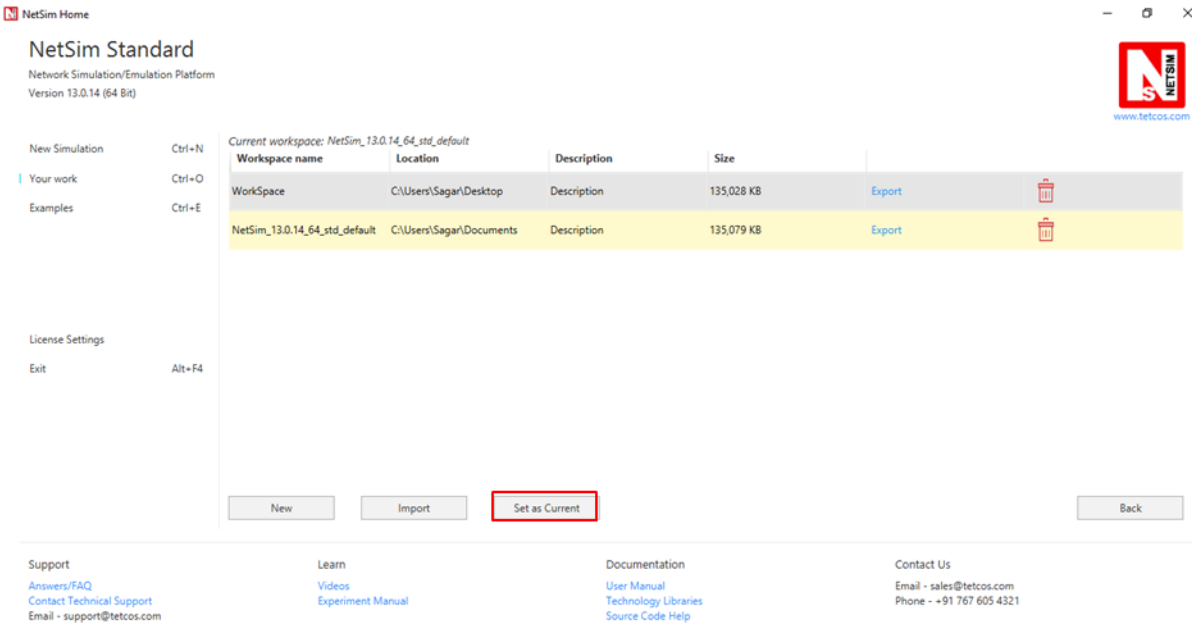 NetSim Home
NetSim Standard
Network Simulation/Emulation Platform
Version 13.0.14 (64 Bit)
NETSIM
NS
www.tetcos.com
New Simulation Ctrl+N
Your work Ctrl+O
Examples Ctrl+E
License Settings
Exit Alt+F4
Current workspace: NetSim_13.0.14_64_std_default
Workspace name Location Description Size
WorkSpace C:\Users\Sagar\Desktop Description 135,028 KB Export
NetSim_13.0.14_64_std_default C:\Users\Sagar\Documents Description 135,079 KB Export
New Import Set as Current Back
Support
Answers/FAQ
Contact Technical Support
Email - support@tetcos.com
Learn
Videos
Experiment Manual
Documentation
User Manual
Technology Libraries
Source Code Help
Contact Us
Email - sales@tetcos.com
Phone - +91 767 605 4321